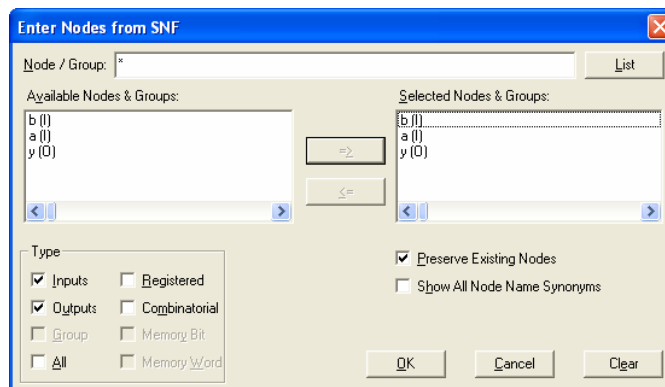 Enter Nodes from SNF
Node / Group: * List
Available Nodes & Groups:
b (I)
a (I)
y (O)
=>
<=
Selected Nodes & Groups:
b (I)
a (I)
y (O)
Type
Inputs Registered
Outputs Combinatorial
Group Memory Bit
All Memory Word
Preserve Existing Nodes
Show All Node Name Synonyms
OK Cancel Clear